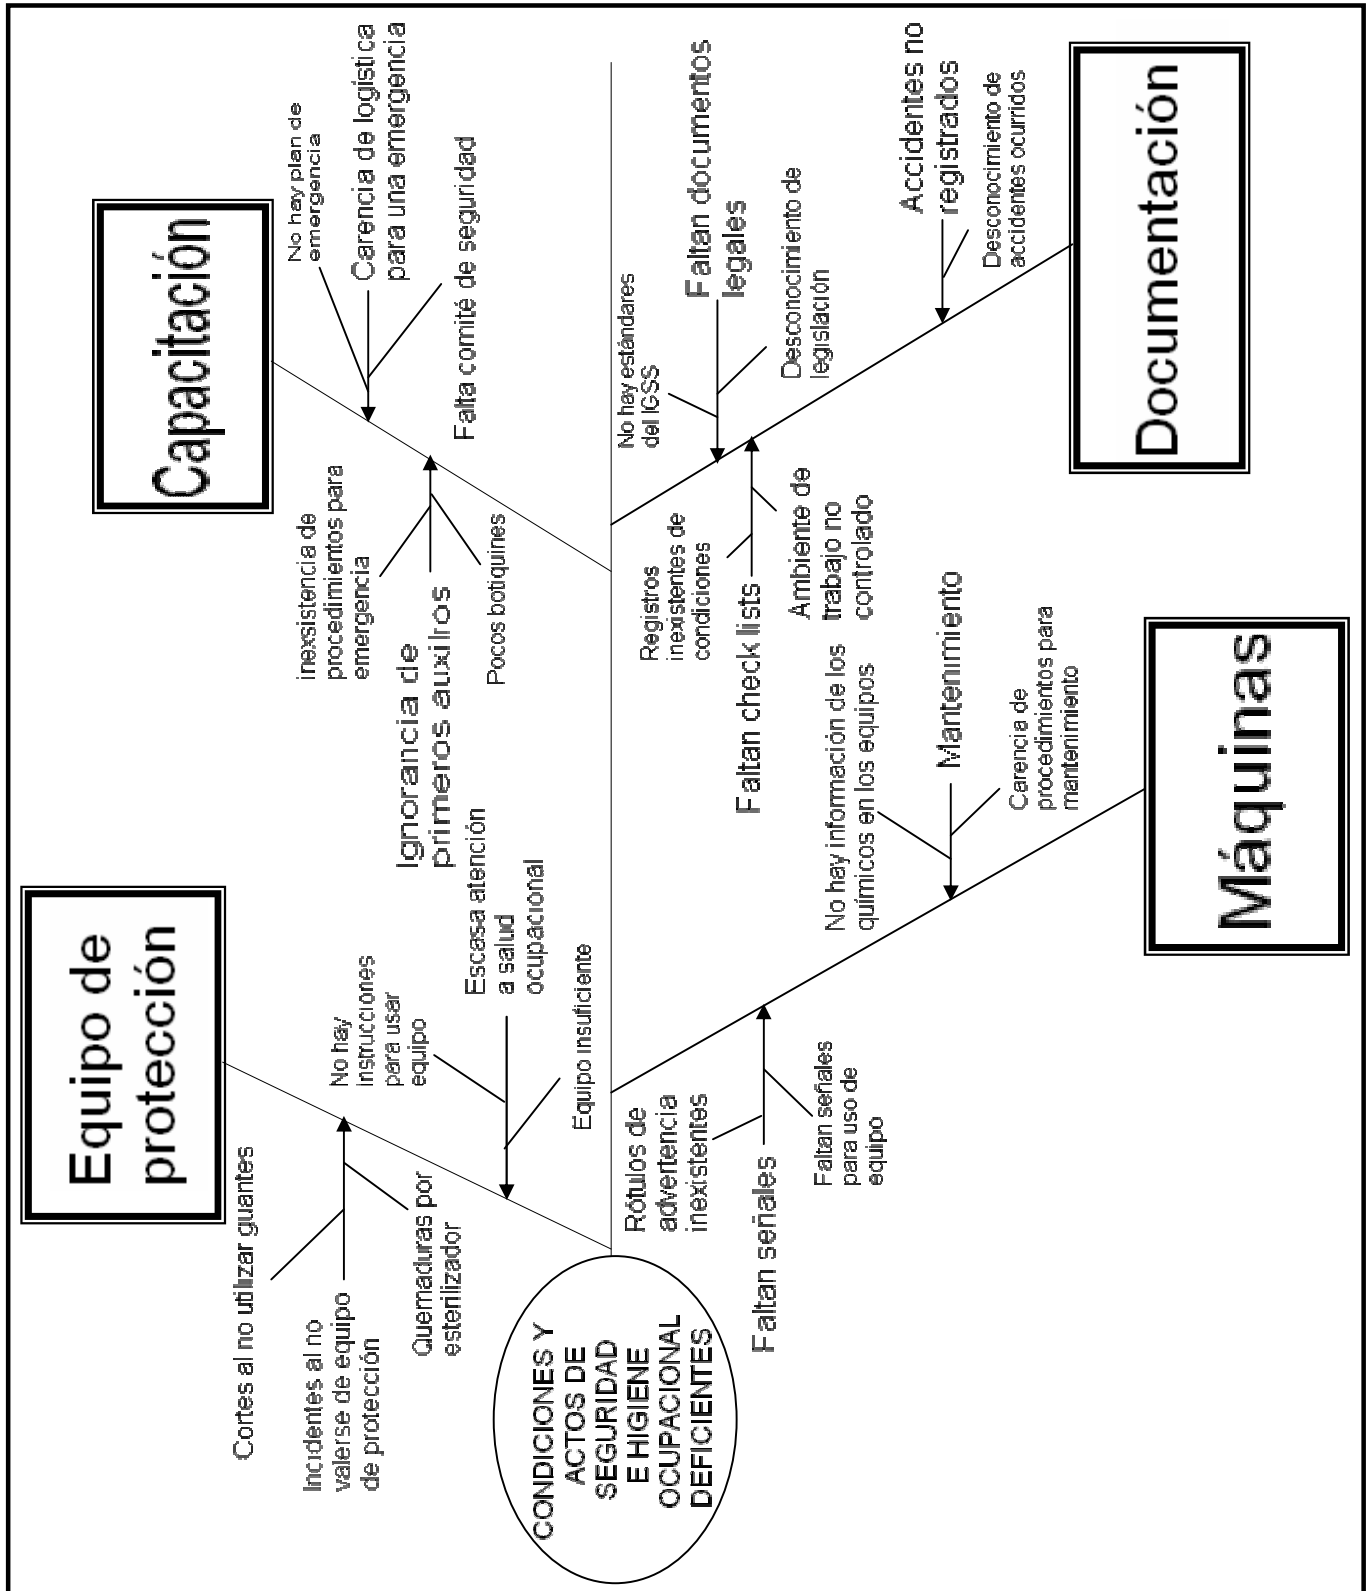 Equipo de
protección
Capacitación
Cortes al no utilizar guantes
Incidentes al no
valerse de equipo
de protección
Quemaduras por
esterilizador
No hay
instrucciones
para usar
equipo
Escasa atención
a salud
ocupacional
Equipo insuficiente
inexsistencia de
procedimientos para
emergencia
Ignorancia de
primeros auxilros
Pocos botiquines
No hay plan de
emergencia
Carencia de logística
para una emergencia
Falta comité de seguridad
CONDICIONES Y
ACTOS DE
SEGURIDAD
E HIGIENE
OCUPACIONAL
DEFICIENTES
Rótulos de
advertencia
inexistentes
Faltan señales
Faltan señales
para uso de
equipo
No hay información de los
químicos en los equipos
Mantenimiento
Carencia de
procedimientos para
mantenimiento
Registros
inexistentes de
condiciones
Faltan check lists
Ambiente de
trabajo no
controlado
No hay estándares
del IGSS
Faltan documentos
legales
Desconocimiento de
legislación
Accidentes no
registrados
Desconocimiento de
accidentes ocurridos
Máquinas
Documentación